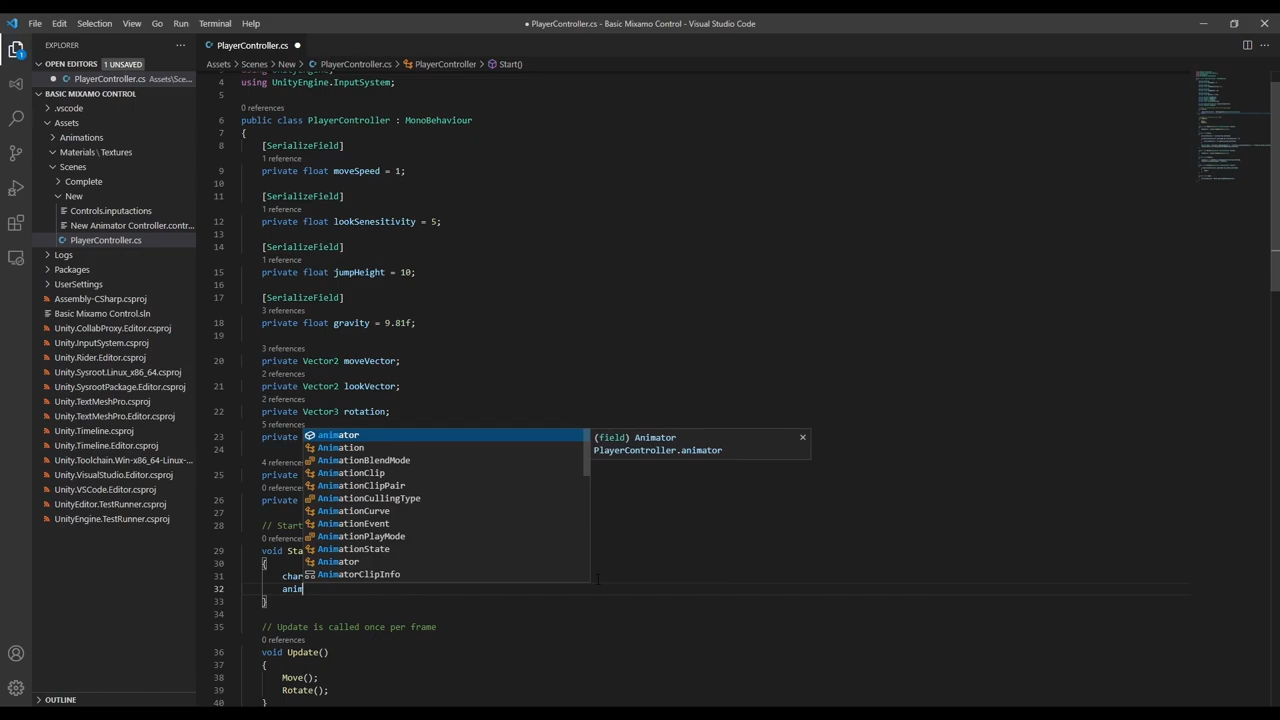 File Edit Selection View Go Run Terminal Help
● PlayerController.cs - Basic Mixamo Control - Visual Studio Code
EXPLORER
PlayerController.cs
OPEN EDITORS 1 UNSAVED
PlayerController.cs Assets\Sce...
BASIC MIXAMO CONTROL
.vscode
Assets
Animations
Materials \ Textures
Scenes
Complete
New
Controls.inputactions
New Animator Controller.contr...
PlayerController.cs
Logs
Packages
UserSettings
Assembly-CSharp.csproj
Basic Mixamo Control.sln
Unity.CollabProxy.Editor.csproj
Unity.InputSystem.csproj
Unity.Rider.Editor.csproj
Unity.Sysroot.Linux_x86_64.csproj
Unity.SysrootPackage.Editor.csproj
Unity.TextMeshPro.csproj
Unity.TextMeshPro.Editor.csproj
Unity.Timeline.csproj
Unity.Timeline.Editor.csproj
Unity.Toolchain.Win-x86_64-Linux-...
Unity.VisualStudio.Editor.csproj
Unity.VSCode.Editor.csproj
UnityEditor.TestRunner.csproj
UnityEngine.TestRunner.csproj
OUTLINE
Assets > Scenes > New > PlayerController.cs > PlayerController > Start()
4 using UnityEngine.InputSystem;
5
0 references
6 public class PlayerController : MonoBehaviour
7 {
8 [SerializeField]
1 reference
9 private float moveSpeed = 1;
10
11 [SerializeField]
1 reference
12 private float lookSenesitivity = 5;
13
14 [SerializeField]
1 reference
15 private float jumpHeight = 10;
16
17 [SerializeField]
3 references
18 private float gravity = 9.81f;
19
3 references
20 private Vector2 moveVector;
2 references
21 private Vector2 lookVector;
2 references
22 private Vector3 rotation;
5 references
23 private
24
4 references
25 private
0 references
26 private
27
28 // Start
0 references
29 void Sta
30 {
31 char
32 anim
33 }
34
35 // Update is called once per frame
0 references
36 void Update()
37 {
38 Move();
39 Rotate();
40 }
animator
Animation
AnimationBlendMode
AnimationClip
AnimationClipPair
AnimationCullingType
AnimationCurve
AnimationEvent
AnimationPlayMode
AnimationState
Animator
AnimatorClipInfo
(field) Animator
PlayerController.animator